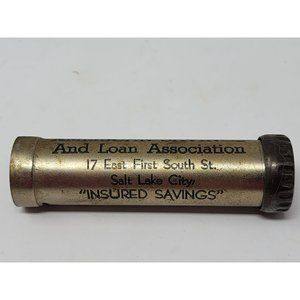 And Loan Association
17 East First South St.
Salt Lake City,
"INSURED SAVINGS"